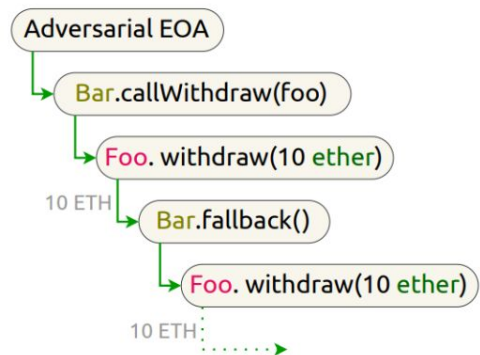 Adversarial EOA
Bar.callWithdraw(foo)
Foo. withdraw(10 ether)
10 ETH
Bar.fallback()
Foo. withdraw(10 ether)
10 ETH